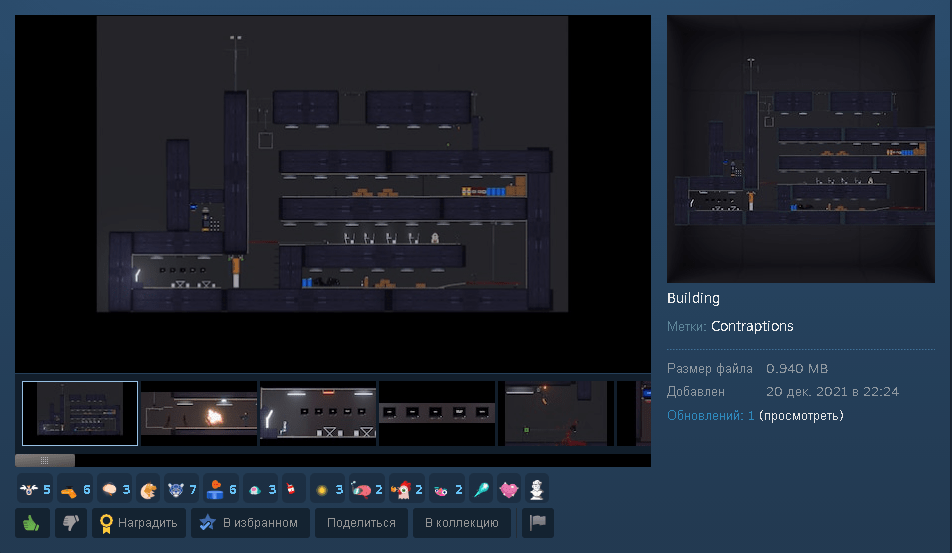 Building
Метки: Contraptions
Размер файла 0.940 MB
Добавлен 20 дек. 2021 в 22:24
Обновлений: 1 (просмотреть)
5 6 3 7 6 3 3 2 2 2
Наградить В избранном Поделиться В коллекцию